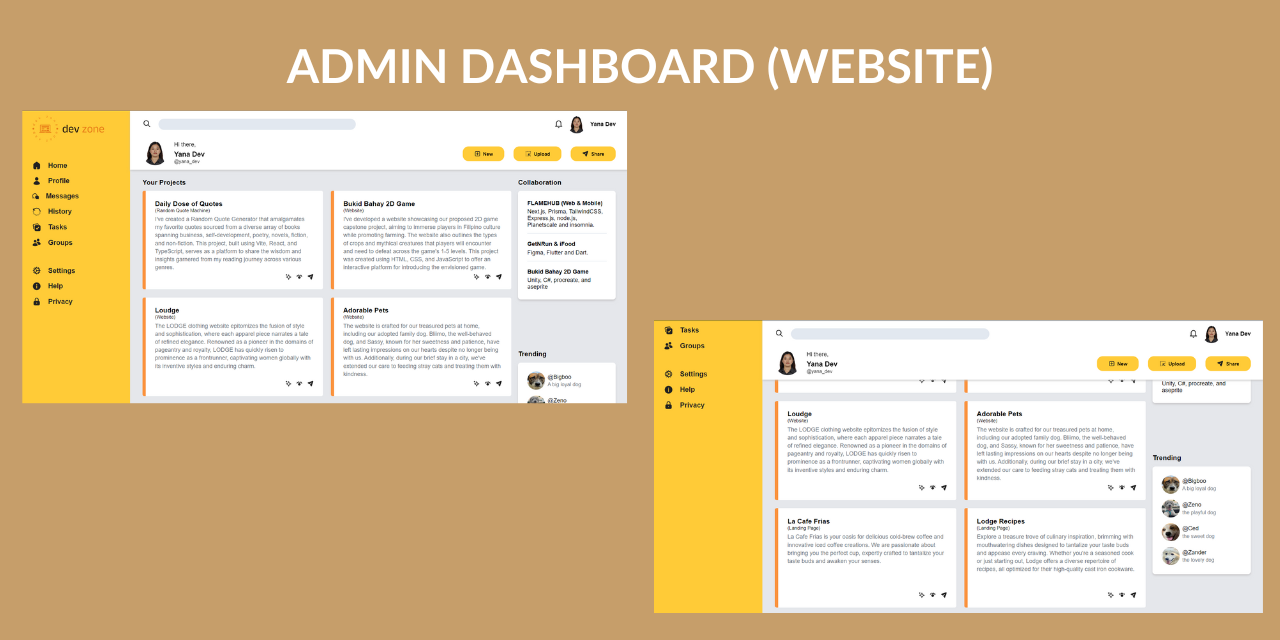 ADMIN DASHBOARD (WEBSITE)
dev zone
Home
Profile
Messages
History
Tasks
Groups
Settings
Help
Privacy
Yana Dev
Hi there,
Yana Dev
@yana_dev
New
Upload
Share
Your Projects
Daily Dose of Quotes
(Random Quote Machine)
I've created a Random Quote Generator that amalgamates
my favorite quotes sourced from a diverse array of books
spanning business, self-development, poetry, novels, fiction,
and non-fiction. This project, built using Vite, React, and
TypeScript, serves as a platform to share the wisdom and
insights garnered from my reading journey across various
genres.
Bukid Bahay 2D Game
(Website)
I've developed a website showcasing our proposed 2D game
capstone project, aiming to immerse players in Filipino culture
while promoting farming. The website also outlines the types
of crops and mythical creatures that players will encounter
and need to defeat across the game's 1-5 levels. This project
was created using HTML, CSS, and JavaScript to offer an
interactive platform for introducing the envisioned game.
Loudge
(Website)
The LODGE clothing website epitomizes the fusion of style
and sophistication, where each apparel piece narrates a tale
of refined elegance. Renowned as a pioneer in the domains of
pageantry and royalty, LODGE has quickly risen to
prominence as a frontrunner, captivating women globally with
its inventive styles and enduring charm.
Adorable Pets
(Website)
The website is crafted for our treasured pets at home,
including our adopted family dog. Bliimo, the well-behaved
dog, and Sassy, known for her sweetness and patience, have
left lasting impressions on our hearts despite no longer being
with us. Additionally, during our brief stay in a city, we've
extended our care to feeding stray cats and treating them with
kindness.
Collaboration
FLAMEHUB (Web & Mobile)
Next.js, Prisma, TailwindCSS,
Express.js, node.js,
Planetscale and insomnia.
GetNRun & iFood
Figma, Flutter and Dart.
Bukid Bahay 2D Game
Unity, C#, procreate, and
aseprite
Trending
@Bigboo
A big loyal dog
@Zeno
Tasks
Groups
Settings
Help
Privacy
Yana Dev
Hi there,
Yana Dev
@yana_dev
New
Upload
Share
Loudge
(Website)
The LODGE clothing website epitomizes the fusion of style
and sophistication, where each apparel piece narrates a tale
of refined elegance. Renowned as a pioneer in the domains of
pageantry and royalty, LODGE has quickly risen to
prominence as a frontrunner, captivating women globally with
its inventive styles and enduring charm.
Adorable Pets
(Website)
The website is crafted for our treasured pets at home,
including our adopted family dog. Bliimo, the well-behaved
dog, and Sassy, known for her sweetness and patience, have
left lasting impressions on our hearts despite no longer being
with us. Additionally, during our brief stay in a city, we've
extended our care to feeding stray cats and treating them with
kindness.
La Cafe Frias
(Landing Page)
La Cafe Frias is your oasis for delicious cold-brew coffee and
innovative iced coffee creations. We are passionate about
bringing you the perfect cup, expertly crafted to tantalize your
taste buds and awaken your senses.
Lodge Recipes
(Landing Page)
Explore a treasure trove of culinary inspiration, brimming with
mouthwatering dishes designed to tantalize your taste buds
and appease every craving. Whether you're a seasoned cook
or just starting out, Lodge offers a diverse repertoire of
recipes, all optimized for their high-quality cast iron cookware.
Unity, C#, procreate, and
aseprite
Trending
@Bigboo
A big loyal dog
@Zeno
the playful dog
@Ced
the sweet dog
@Zander
the lovely dog